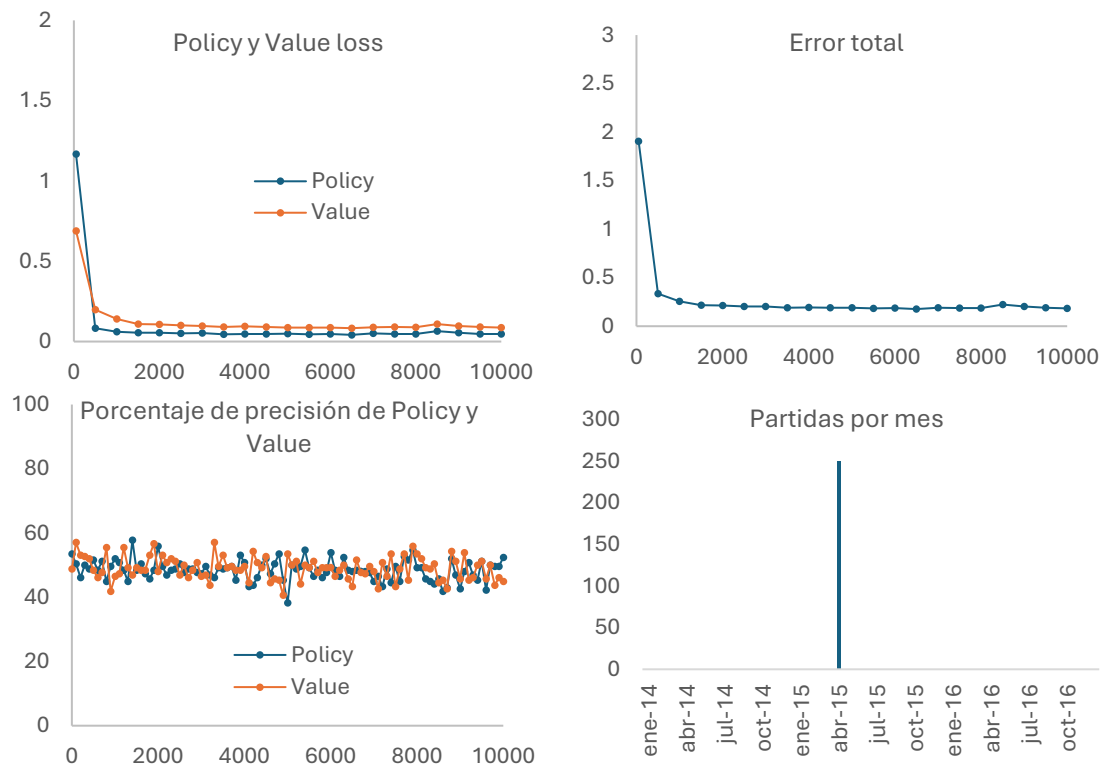 Policy y Value loss
2
1.5
1
0.5
0
Policy
Value
0 2000 4000 6000 8000 10000
Error total
3
2.5
2
1.5
1
0.5
0
0 2000 4000 6000 8000 10000
Porcentaje de precisión de Policy y
Value
100
80
60
40
20
0
Policy
Value
0 2000 4000 6000 8000 10000
Partidas por mes
300
250
200
150
100
50
0
ene-14
abr-14
jul-14
oct-14
ene-15
abr-15
jul-15
oct-15
ene-16
abr-16
jul-16
oct-16